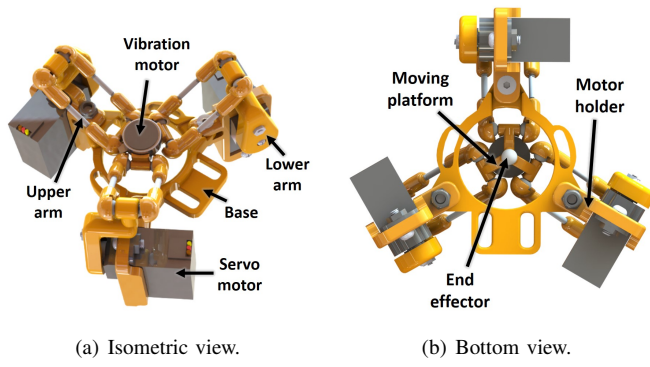 Vibration
motor
Upper
arm
Lower
arm
Base
Servo
motor
Moving
platform
Motor
holder
End
effector
(a) Isometric view.
(b) Bottom view.